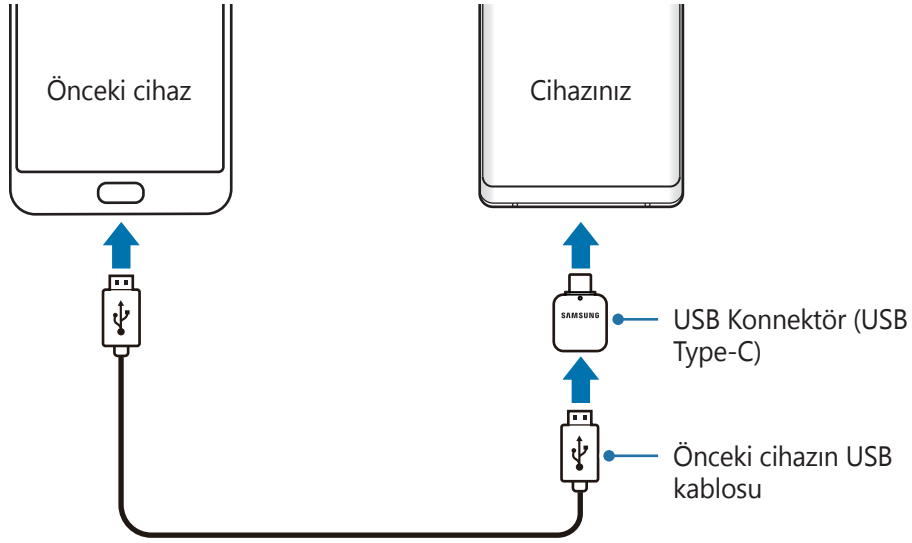 Önceki cihaz
Cihazınız
SAMSUNG
USB Konnektör (USB
Type-C)
Önceki cihazın USB
kablosu